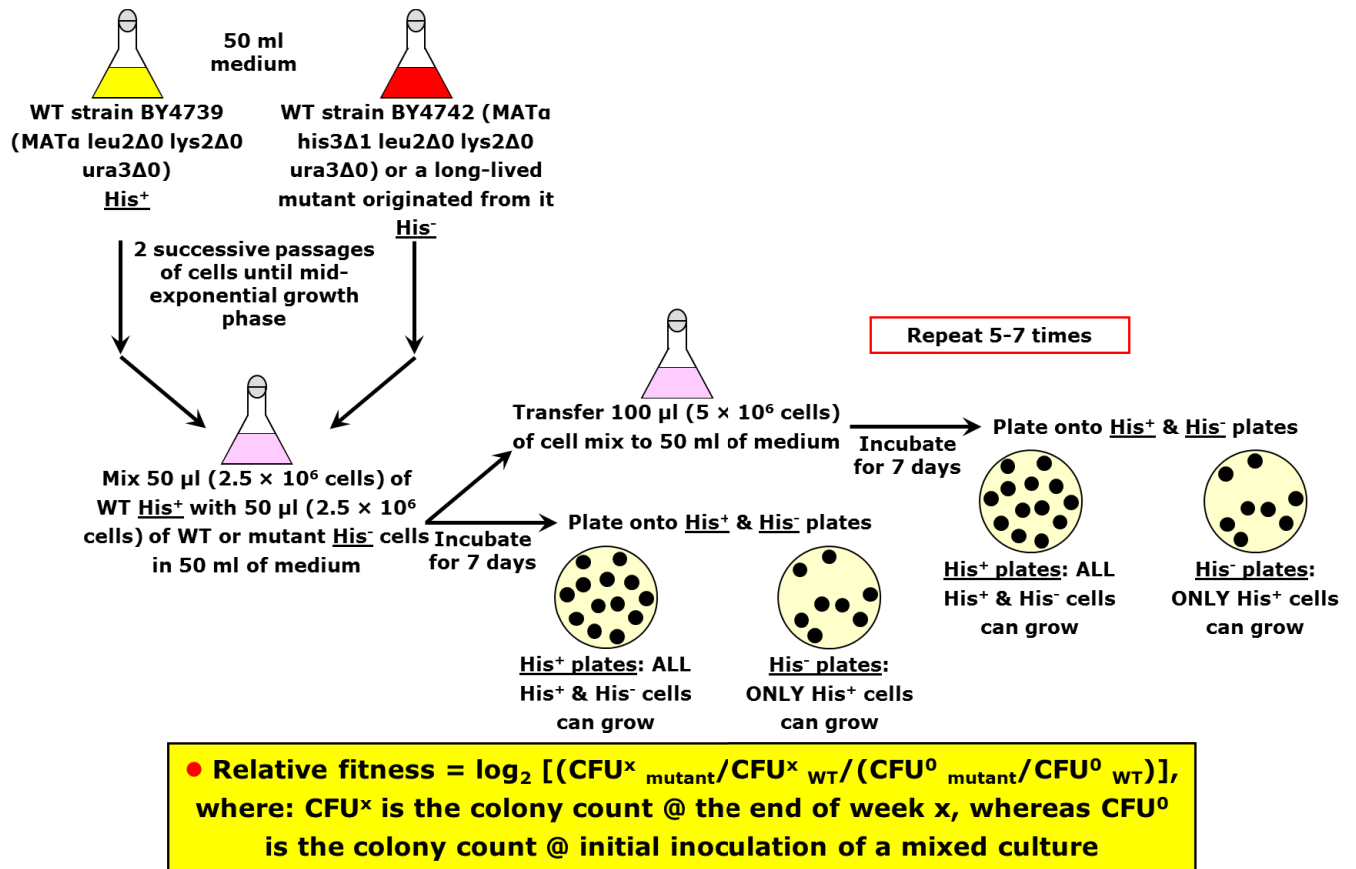 50 ml
medium
WT strain BY4739
(MATα leu2Δ0 lys2Δ0
ura3Δ0)
His⁺
WT strain BY4742 (MATα
his3Δ1 leu2Δ0 lys2Δ0
ura3Δ0) or a long-lived
mutant originated from it
His⁻
2 successive passages
of cells until mid-
exponential growth
phase
Mix 50 µl (2.5 × 10⁶ cells) of
WT His⁺ with 50 µl (2.5 × 10⁶
cells) of WT or mutant His⁻ cells
in 50 ml of medium
Transfer 100 µl (5 × 10⁶ cells)
of cell mix to 50 ml of medium
Repeat 5-7 times
Incubate
for 7 days
Plate onto His⁺ & His⁻ plates
His⁺ plates: ALL
His⁺ & His⁻ cells
can grow
His⁻ plates:
ONLY His⁺ cells
can grow
Incubate
for 7 days
Plate onto His⁺ & His⁻ plates
His⁺ plates: ALL
His⁺ & His⁻ cells
can grow
His⁻ plates:
ONLY His⁺ cells
can grow
• Relative fitness = log₂ [(CFUˣ mutant/CFUˣ WT/(CFU⁰ mutant/CFU⁰ WT)],
where: CFUˣ is the colony count @ the end of week x, whereas CFU⁰
is the colony count @ initial inoculation of a mixed culture